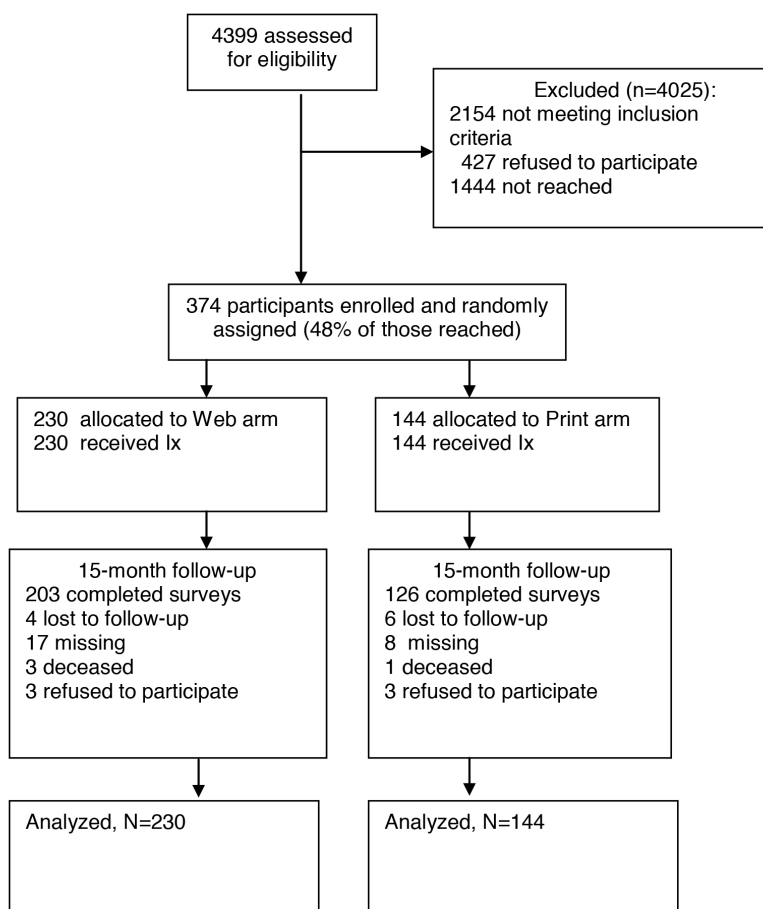 4399 assessed
for eligibility
Excluded (n=4025):
2154 not meeting inclusion
criteria
427 refused to participate
1444 not reached
374 participants enrolled and randomly
assigned (48% of those reached)
230 allocated to Web arm
230 received Ix
144 allocated to Print arm
144 received Ix
15-month follow-up
203 completed surveys
4 lost to follow-up
17 missing
3 deceased
3 refused to participate
15-month follow-up
126 completed surveys
6 lost to follow-up
8 missing
1 deceased
3 refused to participate
Analyzed, N=230
Analyzed, N=144